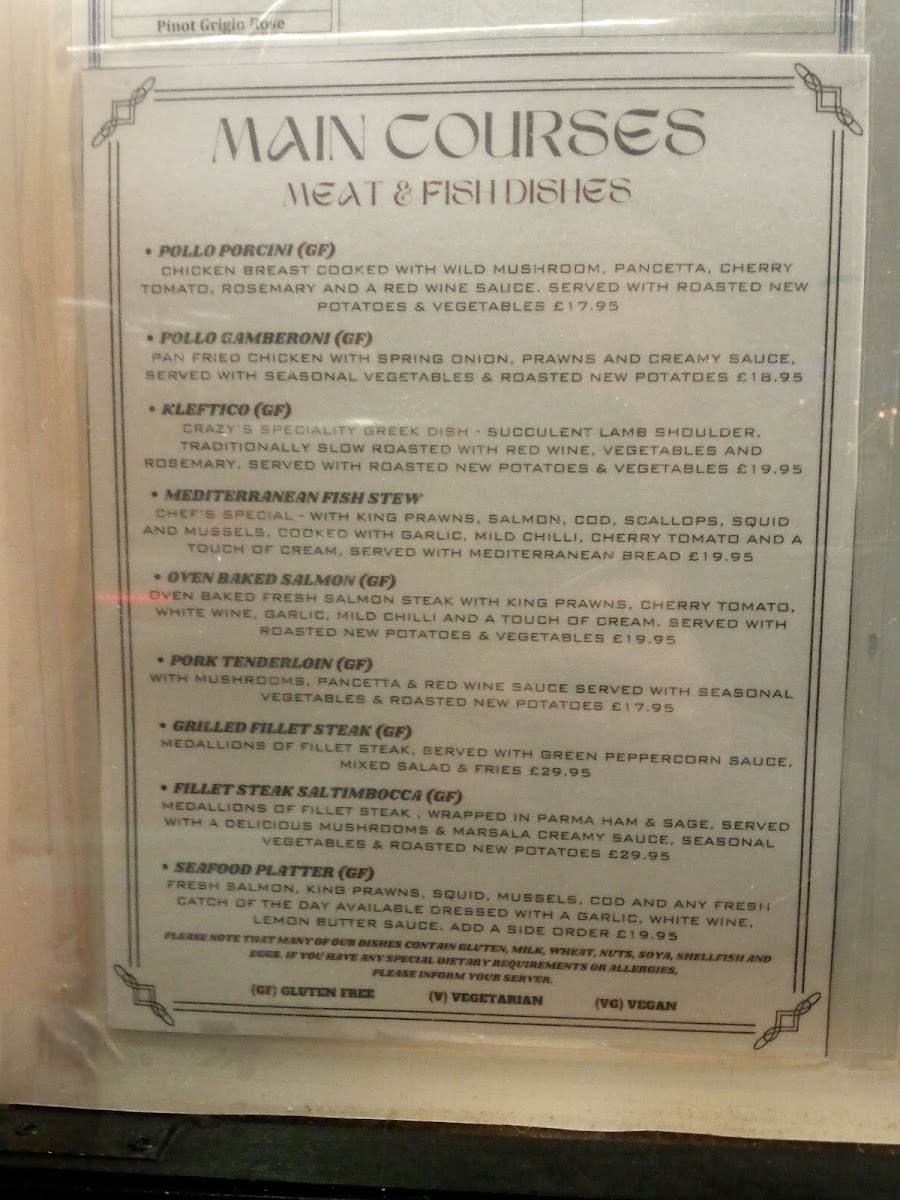 Pinot Grigio Rose
MAIN COURSES
MEAT & FISH DISHES
• POLLO PORCINI (GF)
CHICKEN BREAST COOKED WITH WILD MUSHROOM, PANCETTA, CHERRY
TOMATO, ROSEMARY AND A RED WINE SAUCE. SERVED WITH ROASTED NEW
POTATOES & VEGETABLES £17.95
• POLLO GAMBERONI (GF)
PAN FRIED CHICKEN WITH SPRING ONION, PRAWNS AND CREAMY SAUCE,
SERVED WITH SEASONAL VEGETABLES & ROASTED NEW POTATOES £18.95
• KLEFTICO (GF)
CRAZY'S SPECIALITY GREEK DISH - SUCCULENT LAMB SHOULDER,
TRADITIONALLY SLOW ROASTED WITH RED WINE, VEGETABLES AND
ROSEMARY. SERVED WITH ROASTED NEW POTATOES & VEGETABLES £19.95
• MEDITERRANEAN FISH STEW
CHEF'S SPECIAL - WITH KING PRAWNS, SALMON, COD, SCALLOPS, SQUID
AND MUSSELS, COOKED WITH GARLIC, MILD CHILLI, CHERRY TOMATO AND A
TOUCH OF CREAM, SERVED WITH MEDITERRANEAN BREAD £19.95
• OVEN BAKED SALMON (GF)
OVEN BAKED FRESH SALMON STEAK WITH KING PRAWNS, CHERRY TOMATO,
WHITE WINE, GARLIC, MILD CHILLI AND A TOUCH OF CREAM. SERVED WITH
ROASTED NEW POTATOES & VEGETABLES £19.95
• PORK TENDERLOIN (GF)
WITH MUSHROOMS, PANCETTA & RED WINE SAUCE SERVED WITH SEASONAL
VEGETABLES & ROASTED NEW POTATOES £17.95
• GRILLED FILLET STEAK (GF)
MEDALLIONS OF FILLET STEAK, SERVED WITH GREEN PEPPERCORN SAUCE,
MIXED SALAD & FRIES £29.95
• FILLET STEAK SALTIMBOCCA (GF)
MEDALLIONS OF FILLET STEAK , WRAPPED IN PARMA HAM & SAGE, SERVED
WITH A DELICIOUS MUSHROOMS & MARSALA CREAMY SAUCE, SEASONAL
VEGETABLES & ROASTED NEW POTATOES £29.95
• SEAFOOD PLATTER (GF)
FRESH SALMON, KING PRAWNS, SQUID, MUSSELS, COD AND ANY FRESH
CATCH OF THE DAY AVAILABLE DRESSED WITH A GARLIC, WHITE WINE,
LEMON BUTTER SAUCE. ADD A SIDE ORDER £19.95
PLEASE NOTE THAT MANY OF OUR DISHES CONTAIN GLUTEN, MILK, WHEAT, NUTS, SOYA, SHELLFISH AND
EGGS. IF YOU HAVE ANY SPECIAL DIETARY REQUIREMENTS OR ALLERGIES,
PLEASE INFORM YOUR SERVER.
(GF) GLUTEN FREE (V) VEGETARIAN (VG) VEGAN